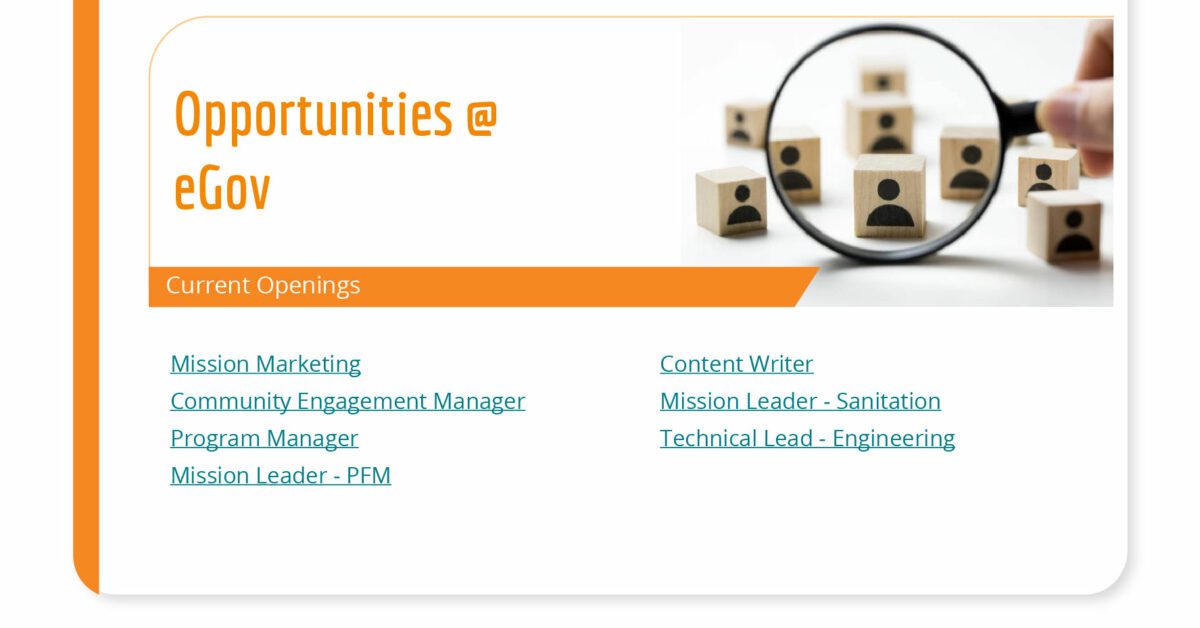 Opportunities @
eGov
Current Openings
Mission Marketing
Community Engagement Manager
Program Manager
Mission Leader - PFM
Content Writer
Mission Leader - Sanitation
Technical Lead - Engineering